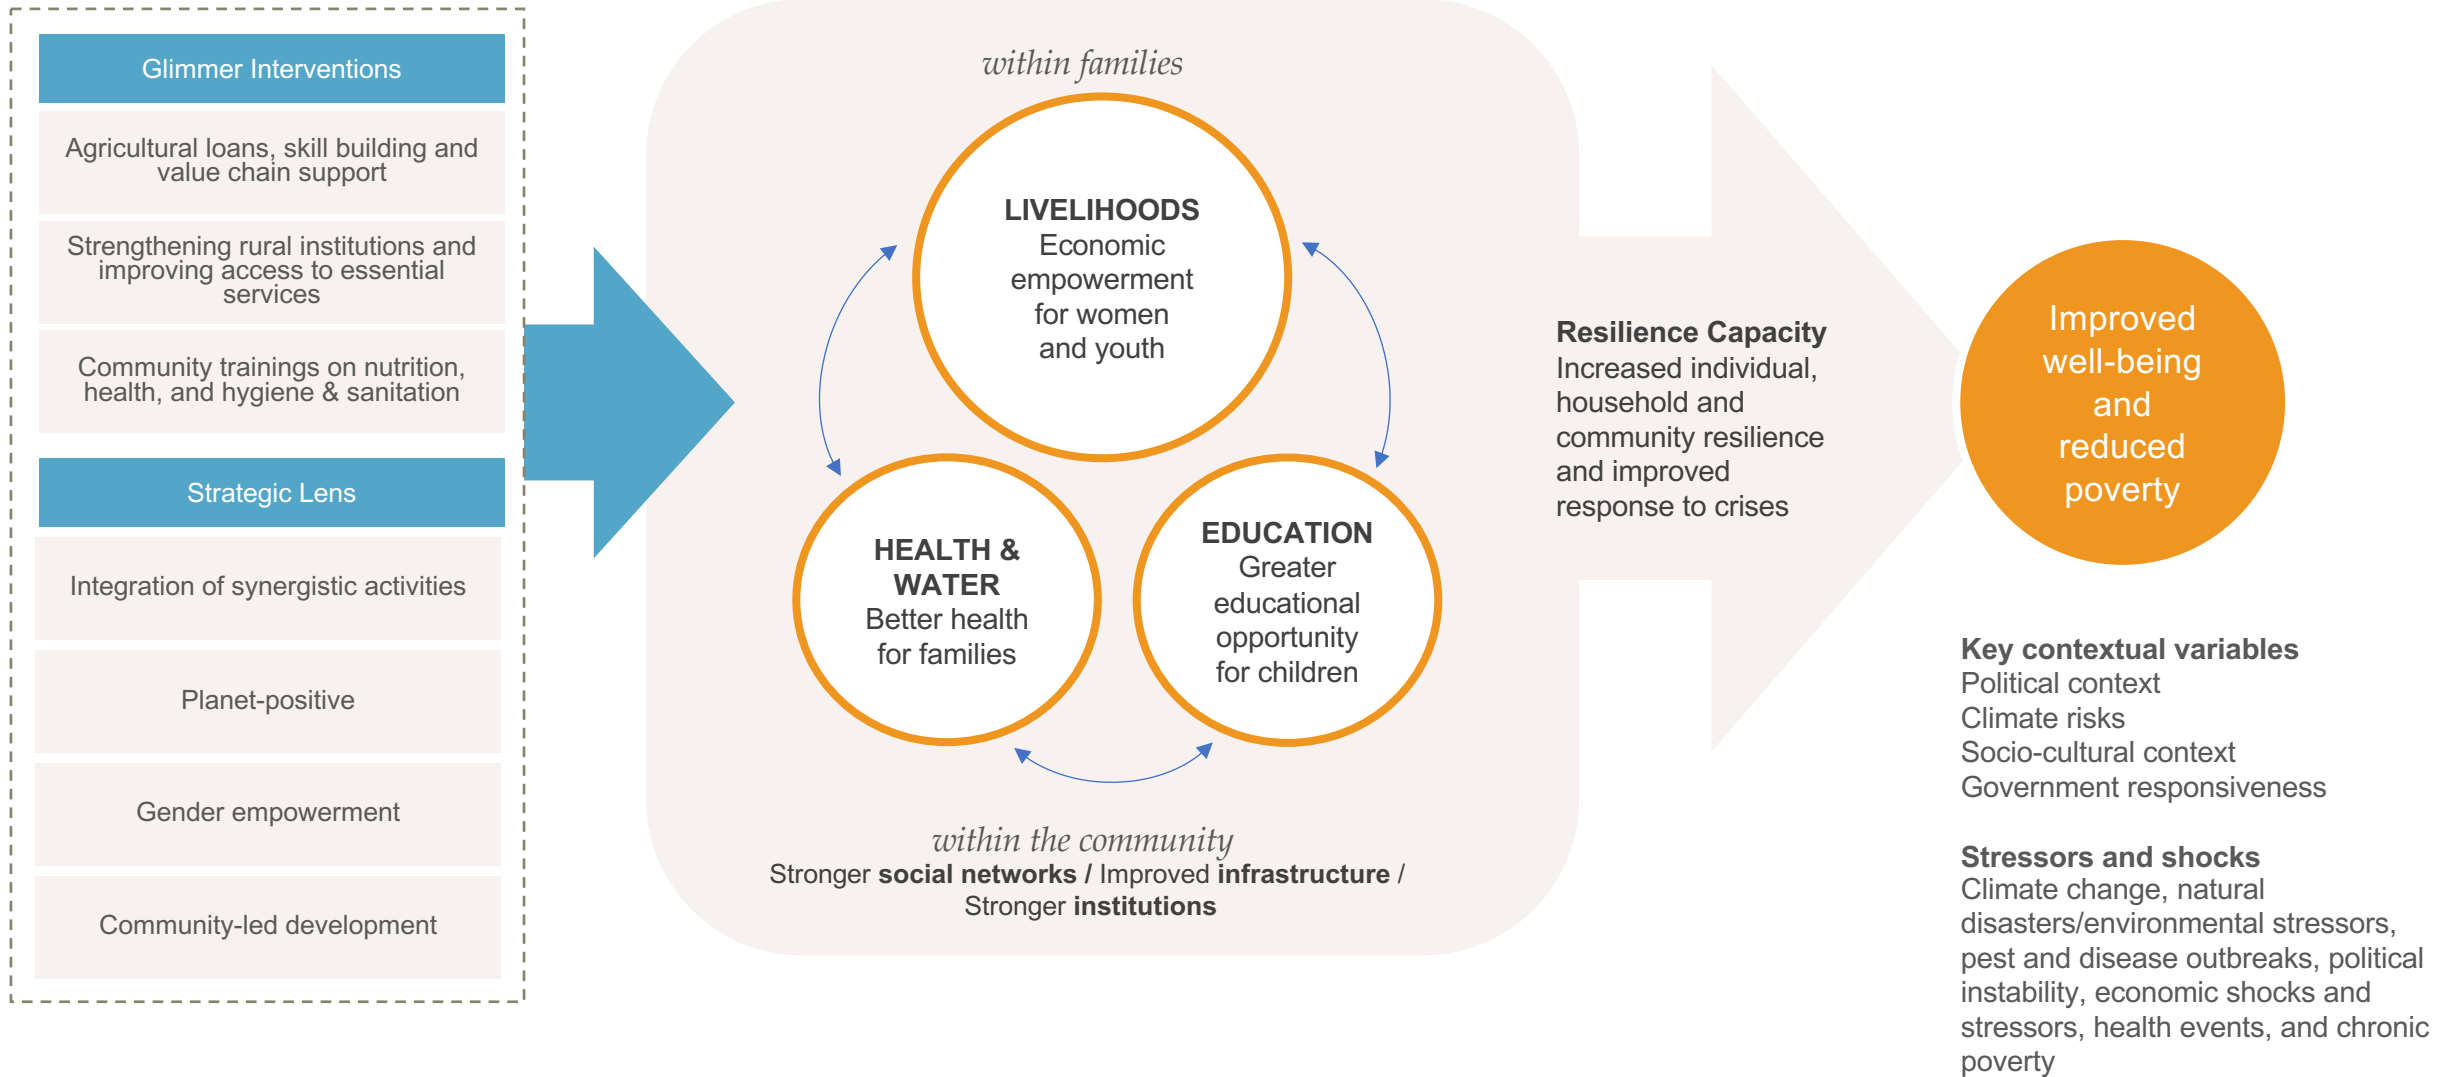 Glimmer Interventions
Agricultural loans, skill building and
value chain support
Strengthening rural institutions and
improving access to essential
services
Community trainings on nutrition,
health, and hygiene & sanitation
Strategic Lens
Integration of synergistic activities
Planet-positive
Gender empowerment
Community-led development
within families
LIVELIHOODS
Economic
empowerment
for women
and youth
HEALTH &
WATER
Better health
for families
EDUCATION
Greater
educational
opportunity
for children
within the community
Stronger social networks / Improved infrastructure /
Stronger institutions
Resilience Capacity
Increased individual,
household and
community resilience
and improved
response to crises
Improved
well-being
and
reduced
poverty
Key contextual variables
Political context
Climate risks
Socio-cultural context
Government responsiveness
Stressors and shocks
Climate change, natural
disasters/environmental stressors,
pest and disease outbreaks, political
instability, economic shocks and
stressors, health events, and chronic
poverty